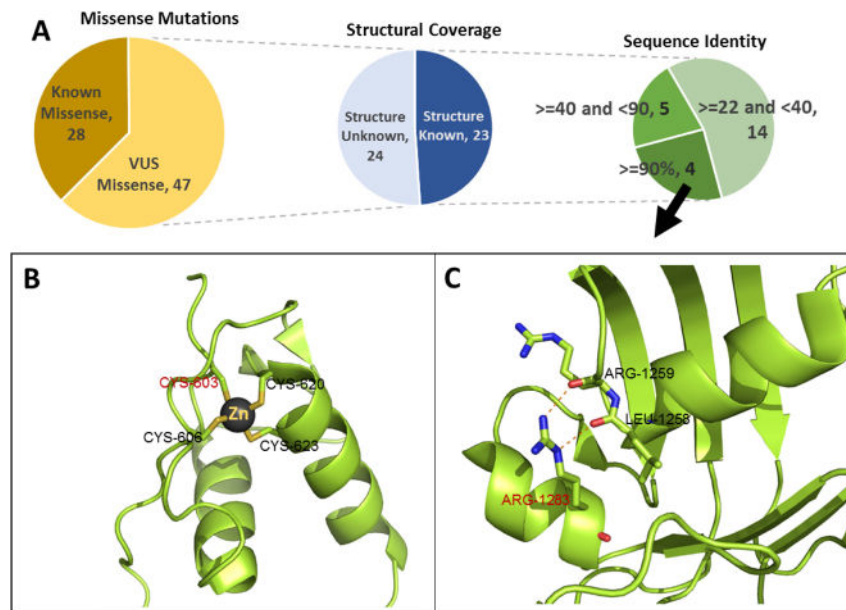 A
Missense Mutations
Structural Coverage
Sequence Identity
Known
Missense,
28
VUS
Missense, 47
Structure
Unknown,
24
Structure
Known, 23
>=40 and <90, 5
>=22 and <40,
14
>=90%, 4
B
CYS-603
CYS-620
Zn
CYS-606
CYS-623
C
ARG-1259
LEU-1258
ARG-1283